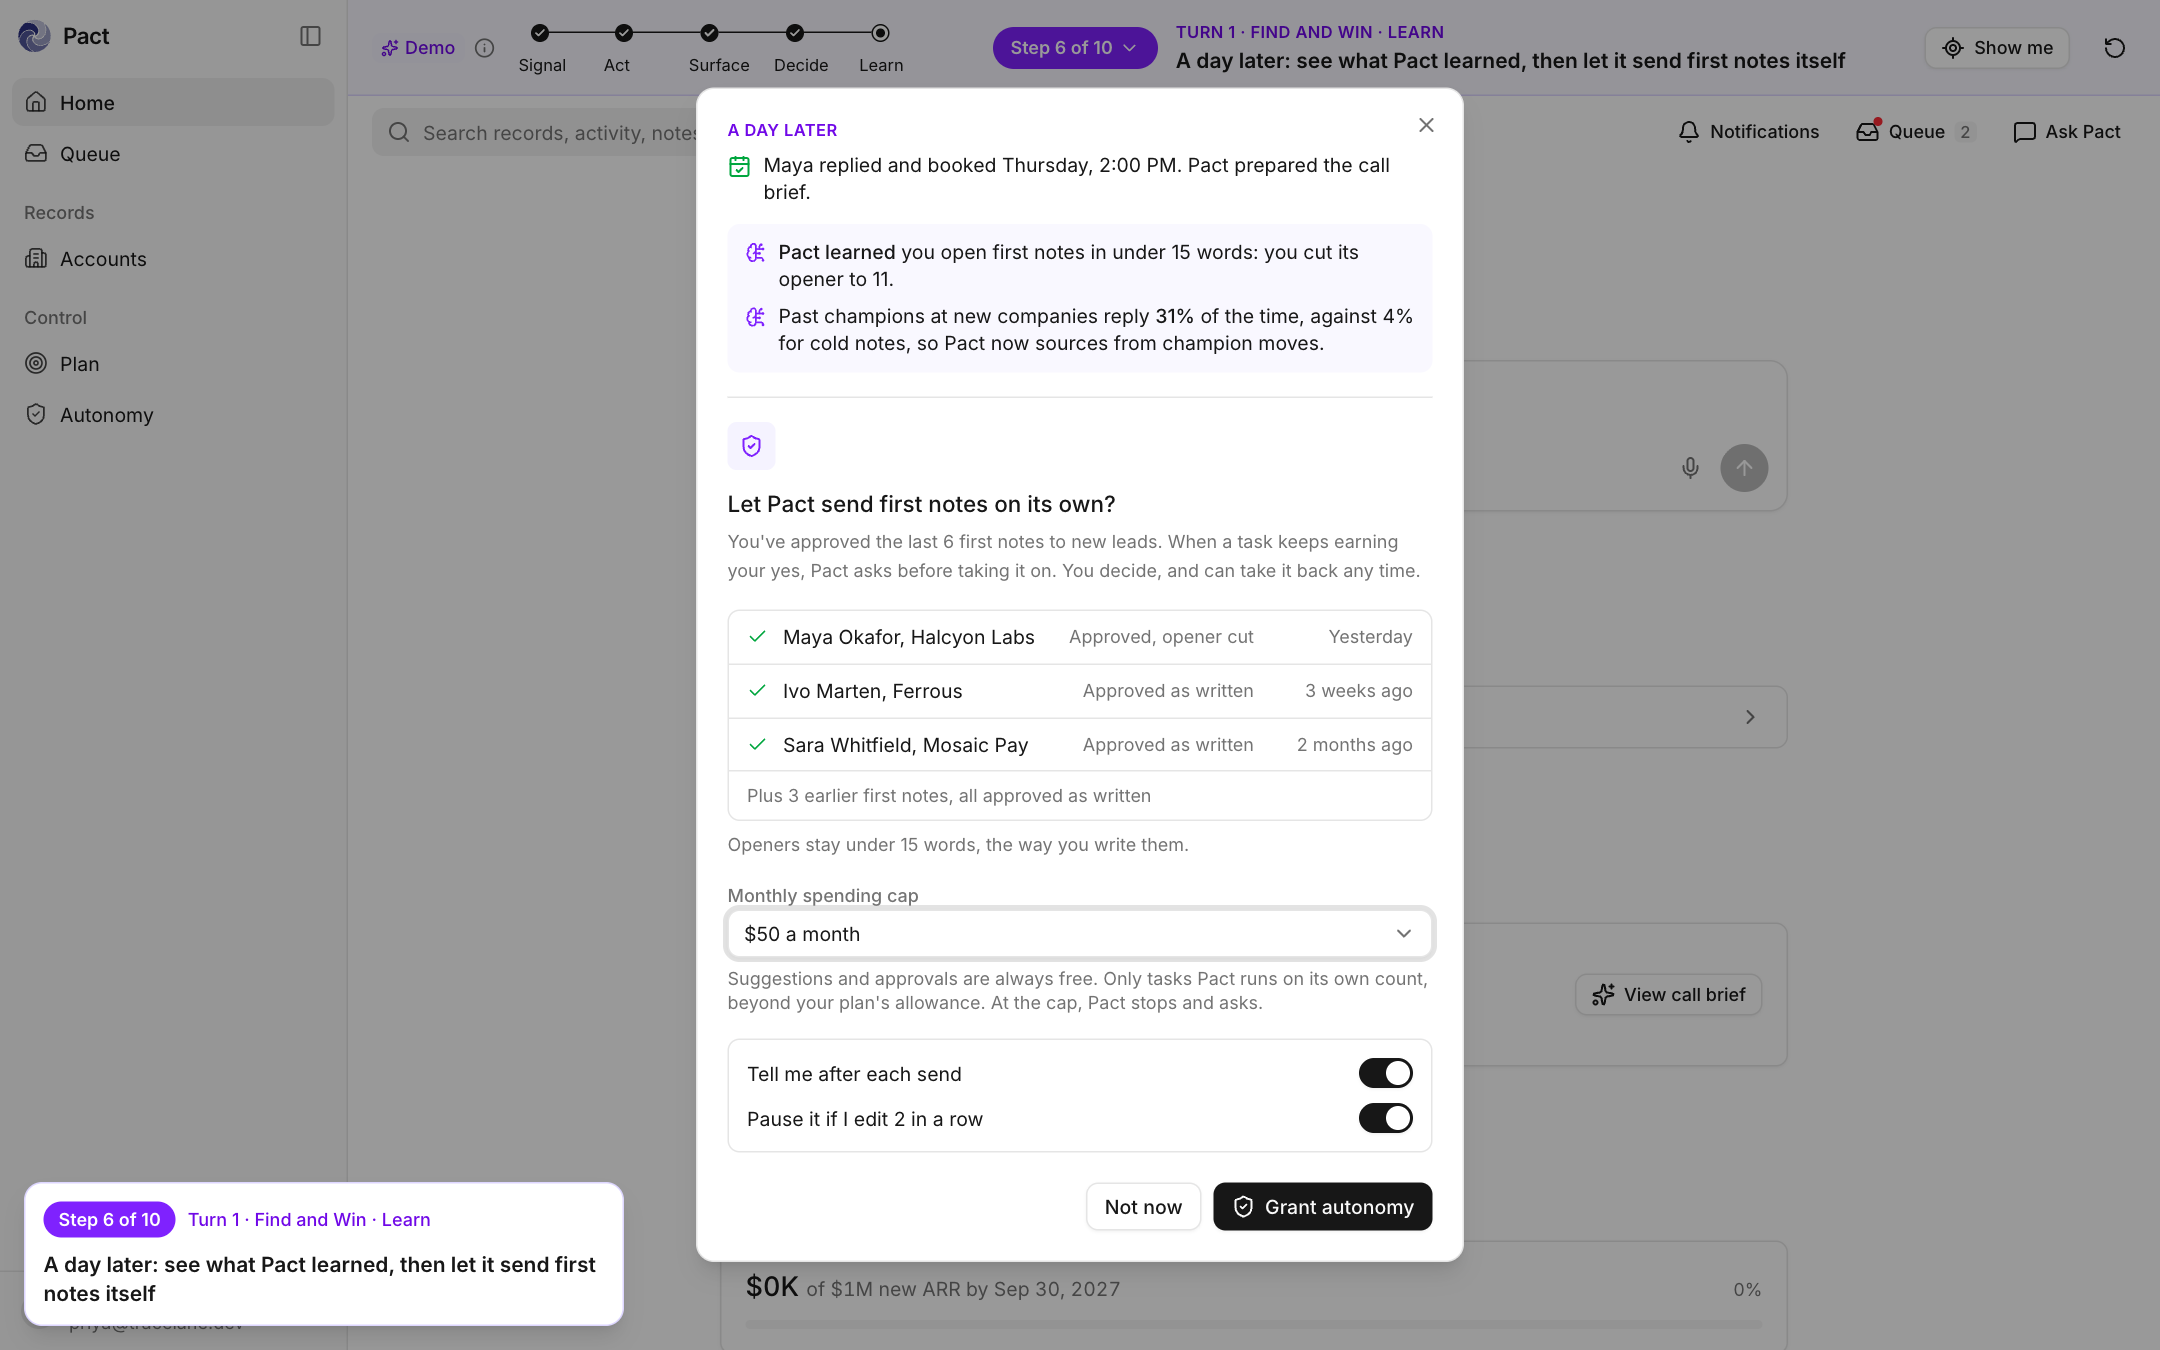 Pact
Home
Queue
Records
Accounts
Control
Plan
Autonomy
Demo
Signal
Act
Surface
Decide
Learn
Step 6 of 10
TURN 1 · FIND AND WIN · LEARN
A day later: see what Pact learned, then let it send first notes itself
Show me
Search records, activity, notes
Notifications
Queue 2
Ask Pact
A DAY LATER
Maya replied and booked Thursday, 2:00 PM. Pact prepared the call
brief.
Pact learned you open first notes in under 15 words: you cut its
opener to 11.
Past champions at new companies reply 31% of the time, against 4%
for cold notes, so Pact now sources from champion moves.
Let Pact send first notes on its own?
You've approved the last 6 first notes to new leads. When a task keeps earning
your yes, Pact asks before taking it on. You decide, and can take it back any time.
Maya Okafor, Halcyon Labs Approved, opener cut Yesterday
Ivo Marten, Ferrous Approved as written 3 weeks ago
Sara Whitfield, Mosaic Pay Approved as written 2 months ago
Plus 3 earlier first notes, all approved as written
Openers stay under 15 words, the way you write them.
Monthly spending cap
$50 a month
Suggestions and approvals are always free. Only tasks Pact runs on its own count,
beyond your plan's allowance. At the cap, Pact stops and asks.
Tell me after each send
Pause it if I edit 2 in a row
Not now
Grant autonomy
View call brief
$0K of $1M new ARR by Sep 30, 2027 0%
Step 6 of 10 Turn 1 · Find and Win · Learn
A day later: see what Pact learned, then let it send first
notes itself